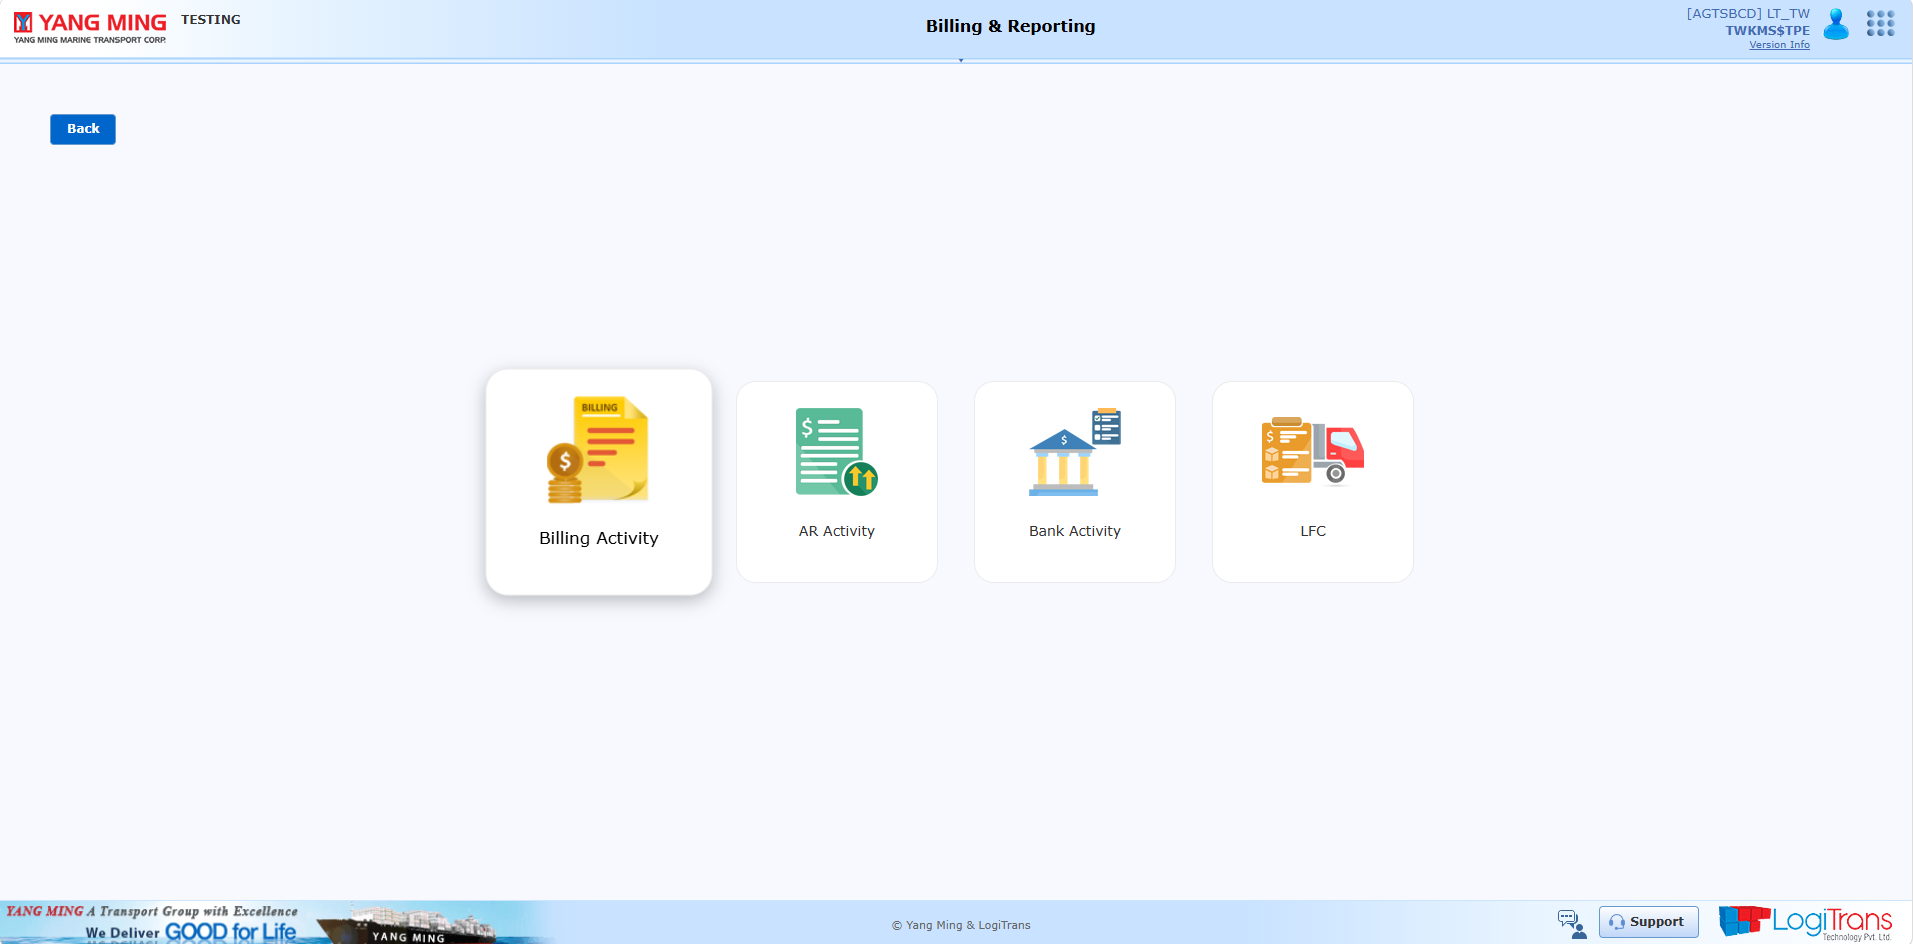 YANG MING
YANG MING MARINE TRANSPORT CORP.
TESTING
Billing & Reporting
[AGTSBCD] LT_TW
TWKMS$TPE
Version Info
Back
BILLING
Billing Activity
AR Activity
Bank Activity
LFC
YANG MING A Transport Group with Excellence
We Deliver GOOD for Life
YANG MING
© Yang Ming & LogiTrans
Support
LogiTrans
Technology Pvt. Ltd.